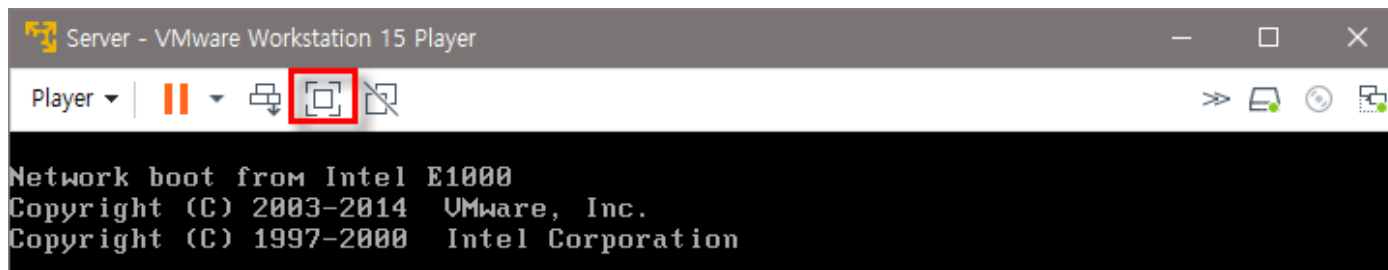 Server - VMware Workstation 15 Player
Player
Network boot from Intel E1000
Copyright (C) 2003-2014  VMware, Inc.
Copyright (C) 1997-2000  Intel Corporation